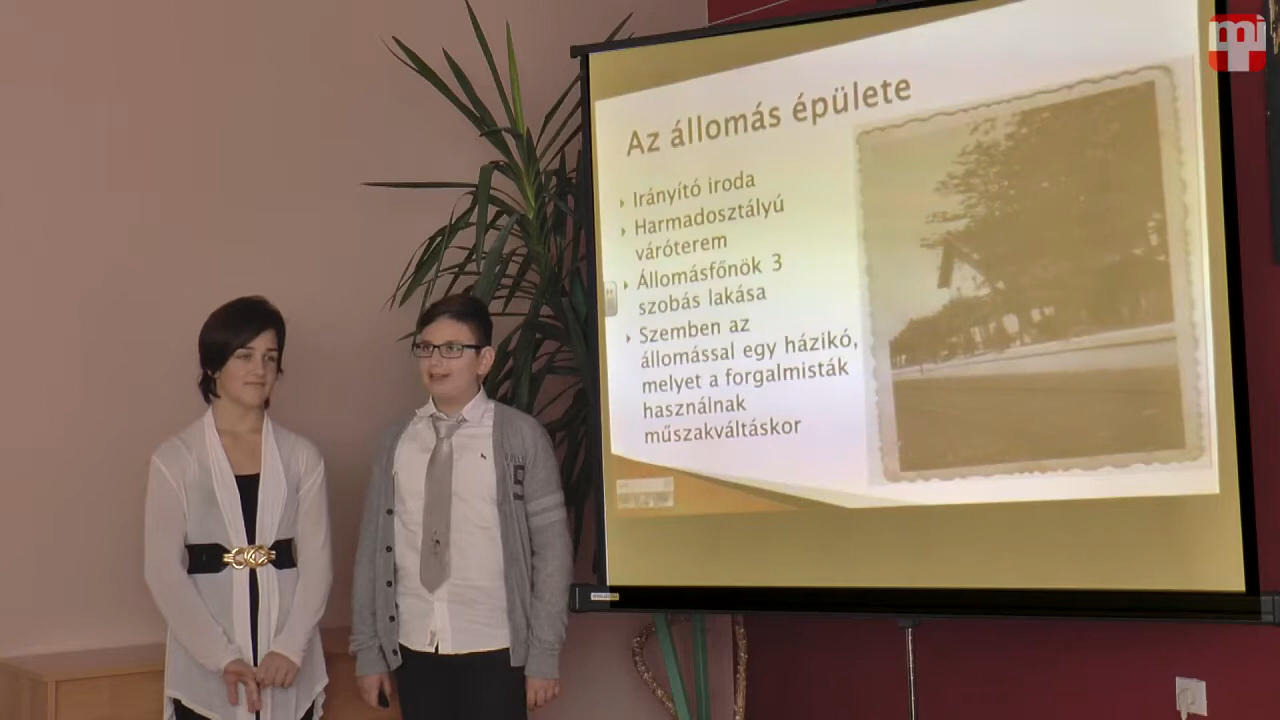 Az állomás épülete
Irányító iroda
Harmadosztályú
váróterem
Állomásfőnök 3
szobás lakása
Szemben az
állomással egy házikó,
melyet a forgalmisták
használnak
műszakváltáskor
9